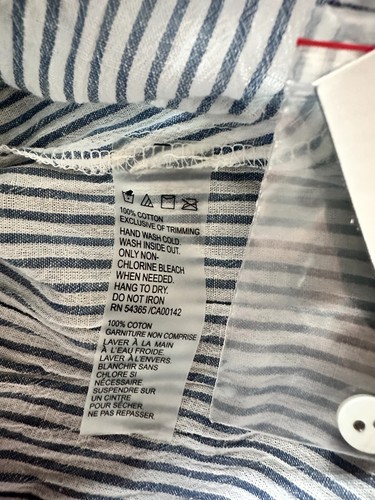 100% COTTON
EXCLUSIVE OF TRIMMING
HAND WASH COLD
WASH INSIDE OUT.
ONLY NON-
CHLORINE BLEACH
WHEN NEEDED.
HANG TO DRY.
DO NOT IRON
RN 54365 /CA00142
100% COTON
GARNITURE NON COMPRISE
LAVER À LA MAIN
À L'EAU FROIDE.
LAVER À L'ENVERS.
BLANCHIR SANS
CHLORE SI
NÉCESSAIRE
SUSPENDRE SUR
UN CINTRE
POUR SÉCHER
NE PAS REPASSER